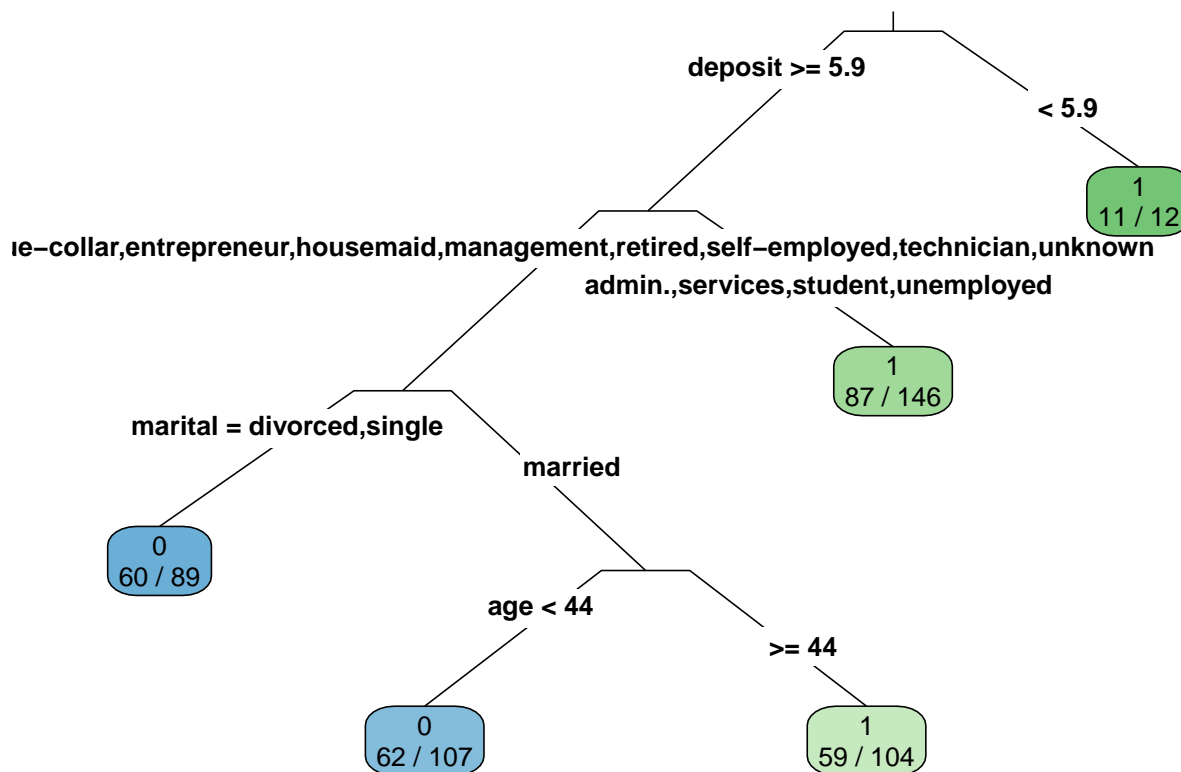 deposit >= 5.9
< 5.9
1
11 / 12
ue−collar,entrepreneur,housemaid,management,retired,self−employed,technician,unknown
admin.,services,student,unemployed
1
87 / 146
marital = divorced,single
married
0
60 / 89
age < 44
>= 44
0
62 / 107
1
59 / 104